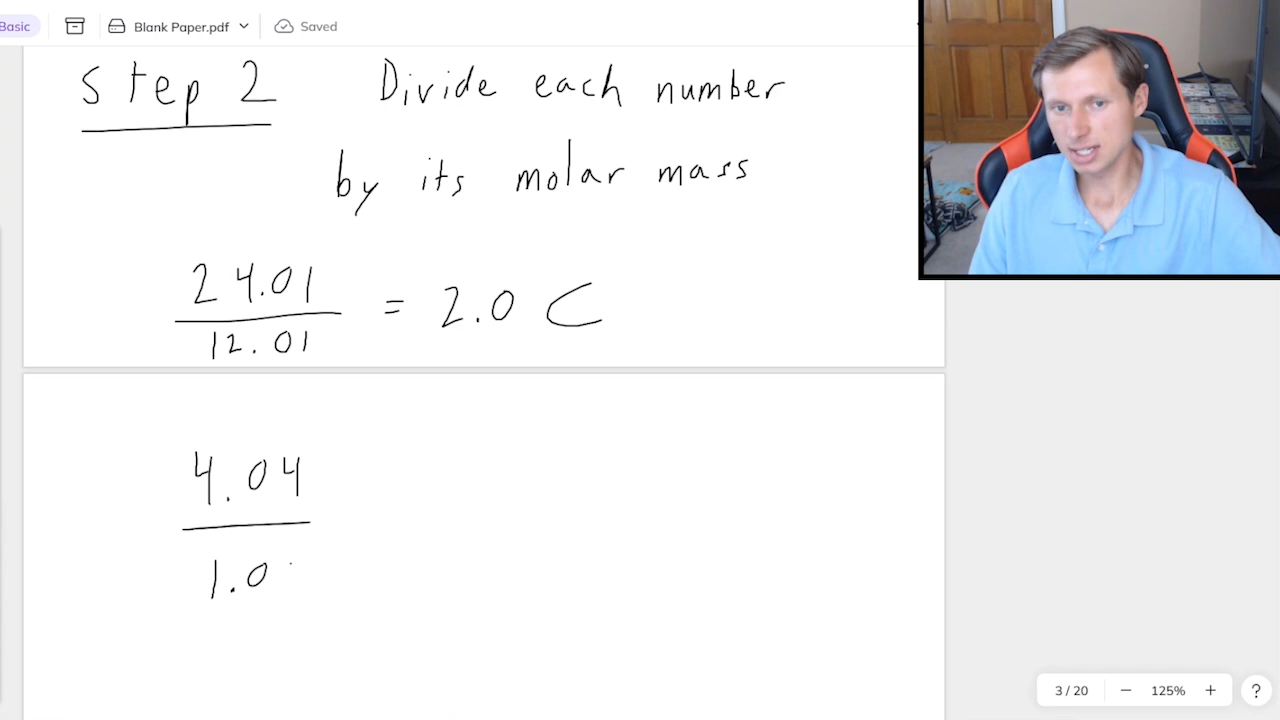 Basic
Blank Paper.pdf
Saved
Step 2 Divide each number
by its molar mass
24.01
12.01
= 2.0 C
4.04
1.0
3 / 20
125%
?